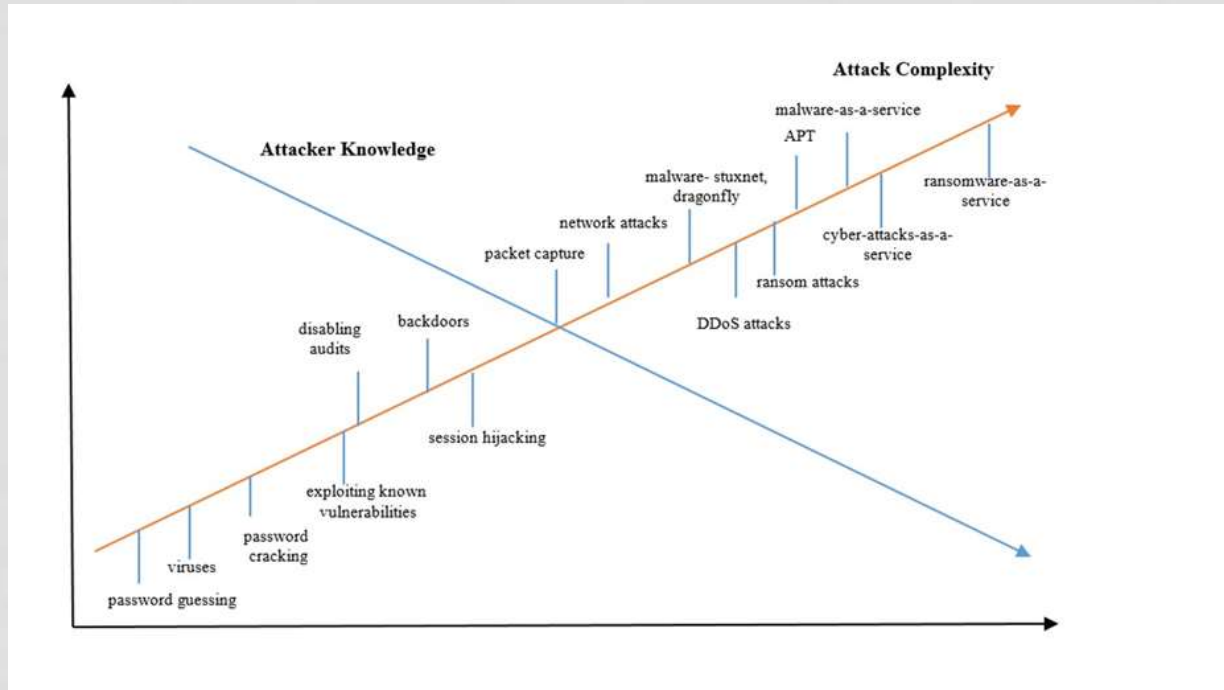 Attack Complexity
malware-as-a-service
APT
Attacker Knowledge
malware- stuxnet,
dragonfly
ransomware-as-a-
service
network attacks
cyber-attacks-as-a-
service
packet capture
ransom attacks
DDoS attacks
backdoors
disabling
audits
session hijacking
exploiting known
vulnerabilities
password
cracking
viruses
password guessing